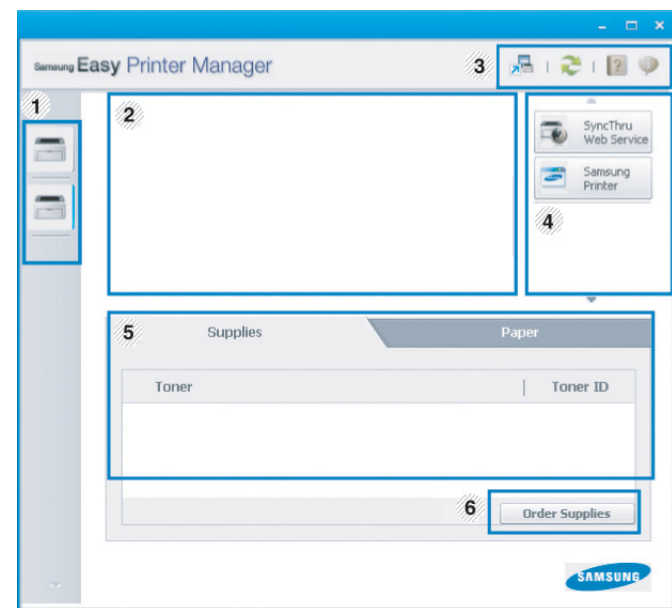 Samsung Easy Printer Manager
3
1
2
SyncThru
Web Service
Samsung
Printer
4
5
Supplies
Paper
Toner
Toner ID
6
Order Supplies
SAMSUNG